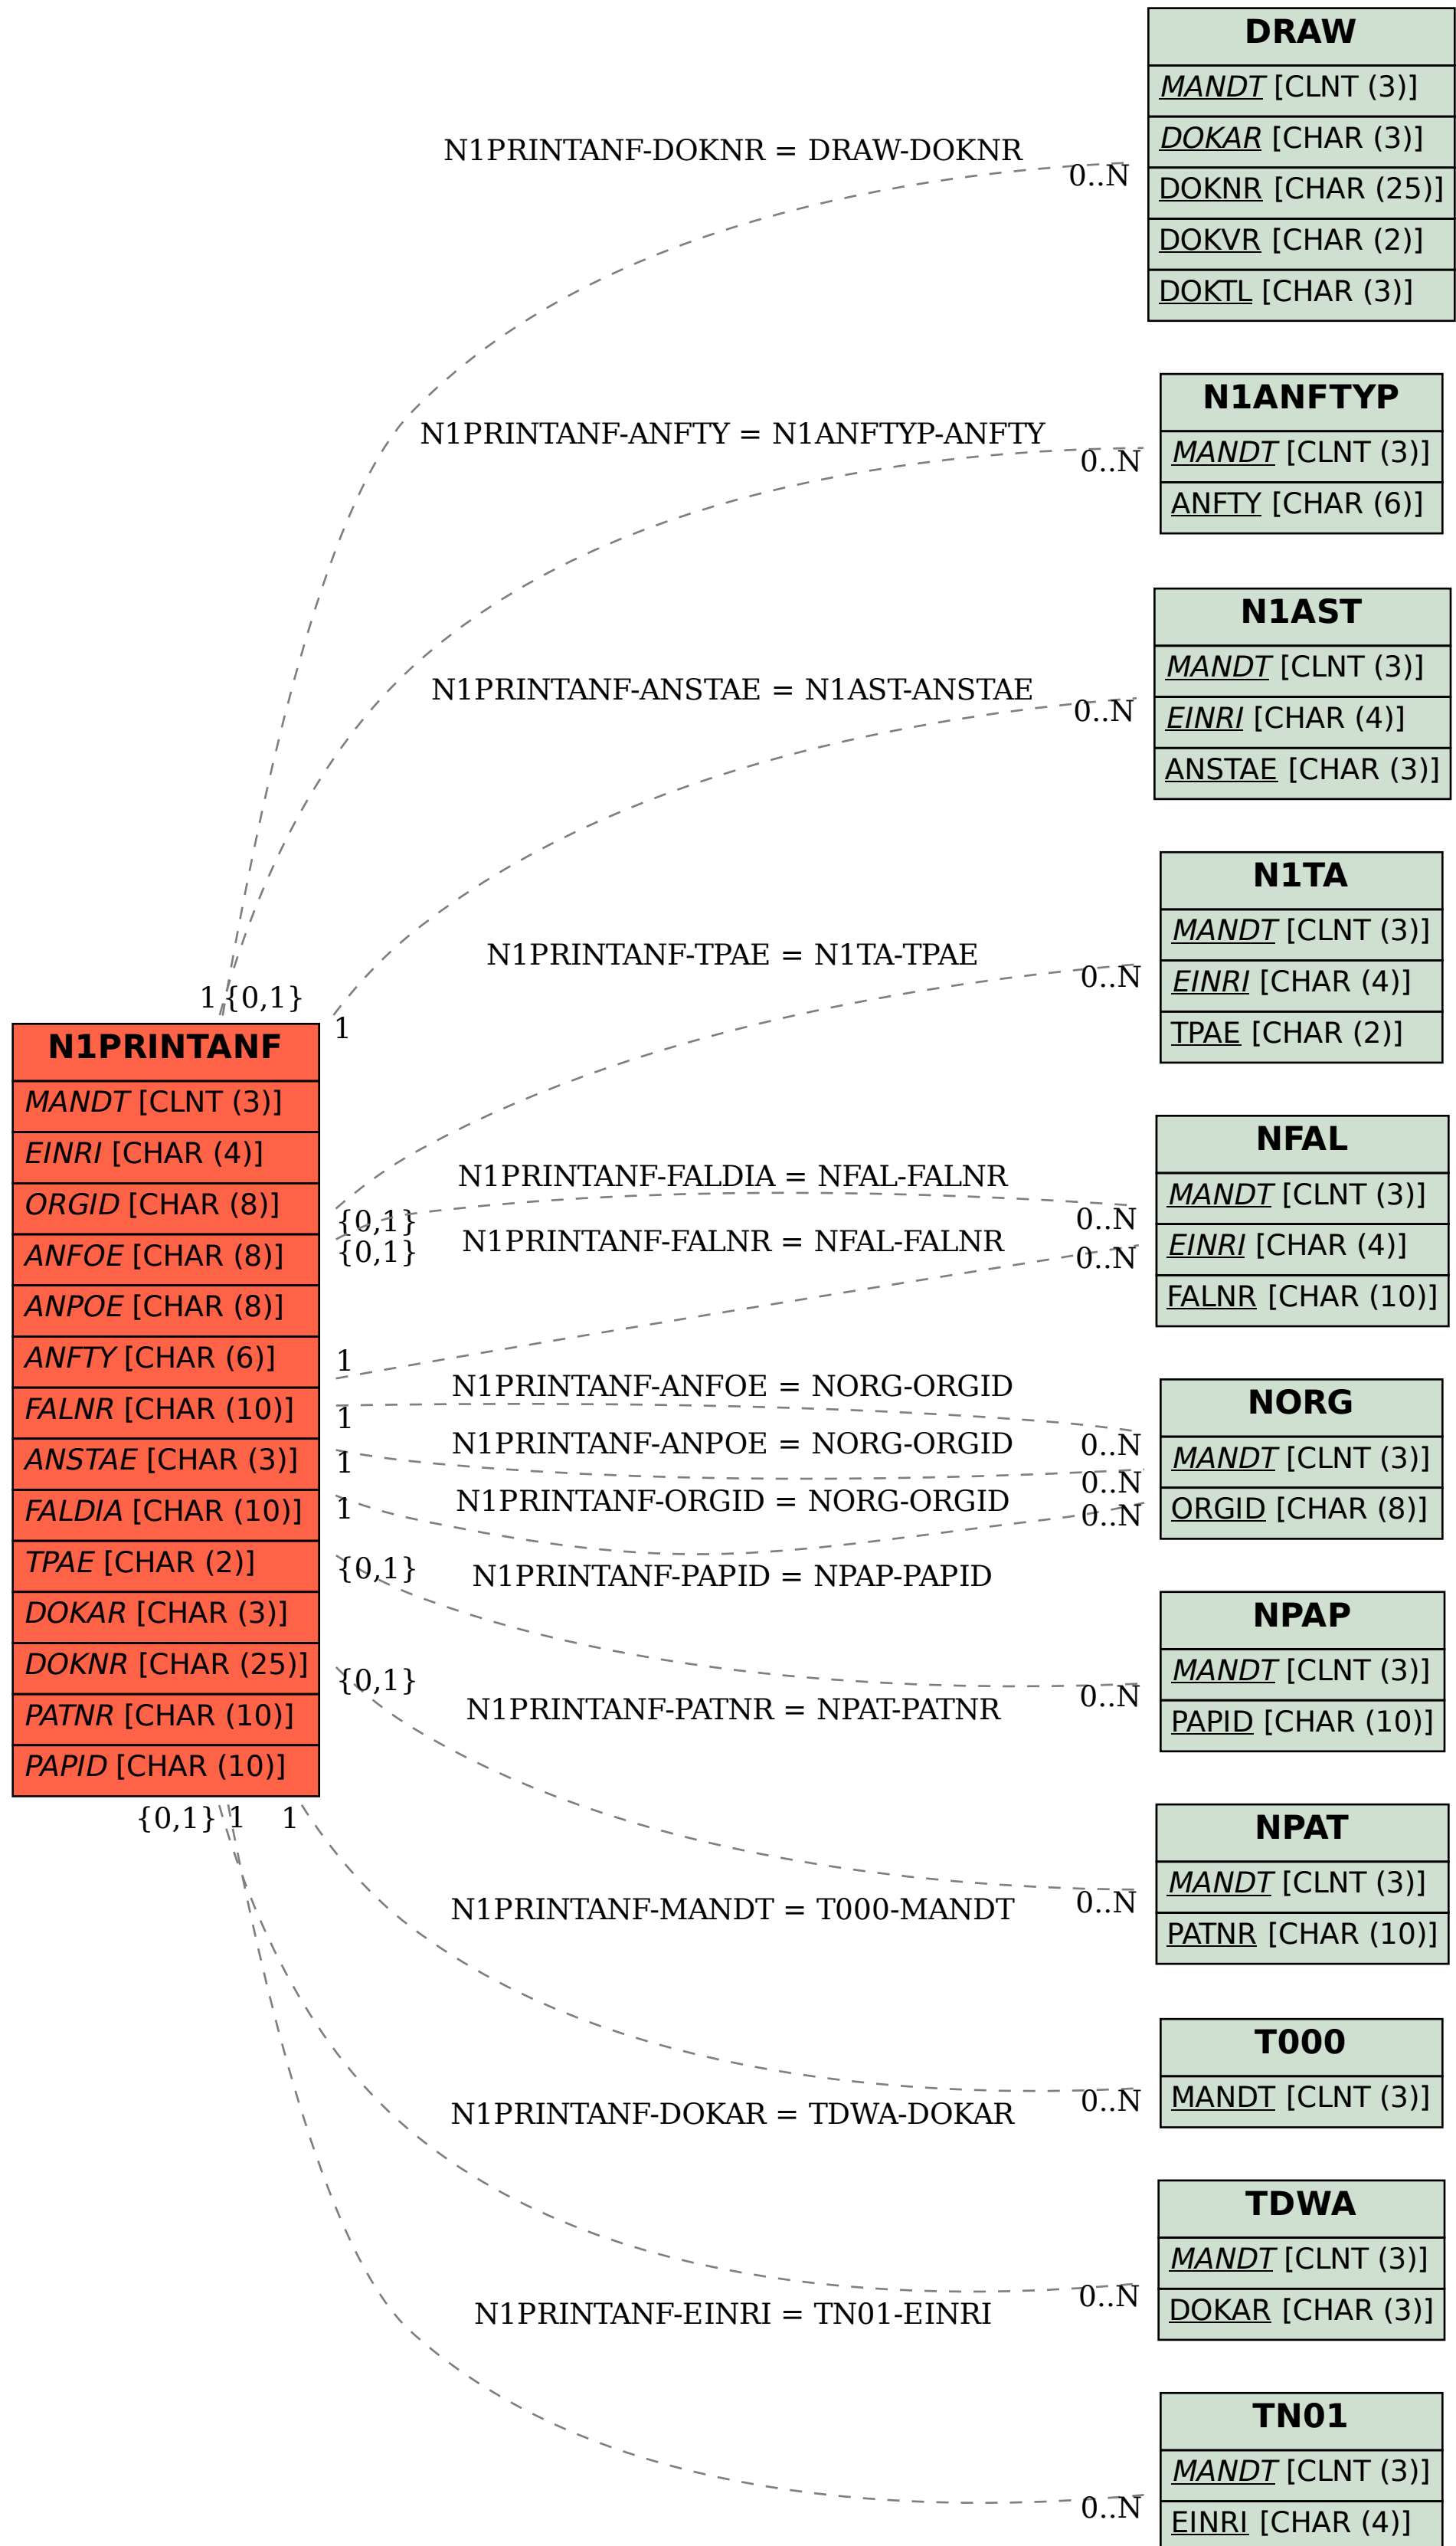 DRAW
MANDT [CLNT (3)]
DOKAR [CHAR (3)]
DOKNR [CHAR (25)]
DOKVR [CHAR (2)]
DOKTL [CHAR (3)]
N1PRINTANF-DOKNR = DRAW-DOKNR
0..N
N1ANFTYP
MANDT [CLNT (3)]
ANFTY [CHAR (6)]
N1PRINTANF-ANFTY = N1ANFTYP-ANFTY
0..N
N1AST
MANDT [CLNT (3)]
EINRI [CHAR (4)]
ANSTAE [CHAR (3)]
N1PRINTANF-ANSTAE = N1AST-ANSTAE
0..N
N1TA
MANDT [CLNT (3)]
EINRI [CHAR (4)]
TPAE [CHAR (2)]
N1PRINTANF-TPAE = N1TA-TPAE
0..N
1 {0,1}
1
N1PRINTANF
MANDT [CLNT (3)]
EINRI [CHAR (4)]
ORGID [CHAR (8)]
ANFOE [CHAR (8)]
ANPOE [CHAR (8)]
ANFTY [CHAR (6)]
FALNR [CHAR (10)]
ANSTAE [CHAR (3)]
FALDIA [CHAR (10)]
TPAE [CHAR (2)]
DOKAR [CHAR (3)]
DOKNR [CHAR (25)]
PATNR [CHAR (10)]
PAPID [CHAR (10)]
{0,1} 1 1
N1PRINTANF-FALDIA = NFAL-FALNR
{0,1}
0..N
{0,1}
N1PRINTANF-FALNR = NFAL-FALNR
0..N
1
NFAL
MANDT [CLNT (3)]
EINRI [CHAR (4)]
FALNR [CHAR (10)]
N1PRINTANF-ANFOE = NORG-ORGID
1
0..N
N1PRINTANF-ANPOE = NORG-ORGID
1
0..N
N1PRINTANF-ORGID = NORG-ORGID
1
0..N
NORG
MANDT [CLNT (3)]
ORGID [CHAR (8)]
{0,1}
N1PRINTANF-PAPID = NPAP-PAPID
0..N
NPAP
MANDT [CLNT (3)]
PAPID [CHAR (10)]
{0,1}
N1PRINTANF-PATNR = NPAT-PATNR
0..N
NPAT
MANDT [CLNT (3)]
PATNR [CHAR (10)]
N1PRINTANF-MANDT = T000-MANDT
0..N
T000
MANDT [CLNT (3)]
N1PRINTANF-DOKAR = TDWA-DOKAR
0..N
TDWA
MANDT [CLNT (3)]
DOKAR [CHAR (3)]
N1PRINTANF-EINRI = TN01-EINRI
0..N
TN01
MANDT [CLNT (3)]
EINRI [CHAR (4)]